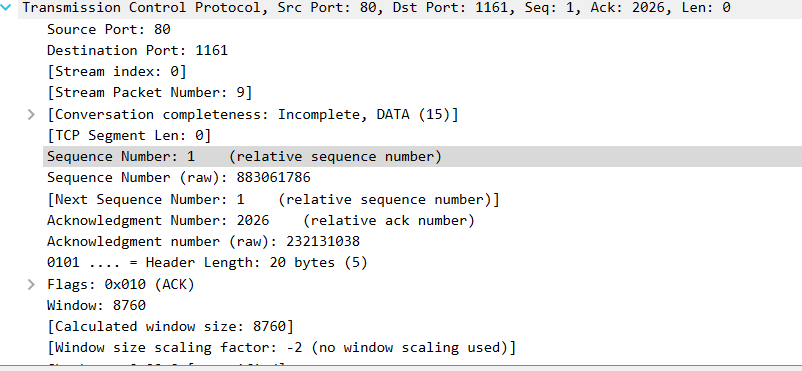 Transmission Control Protocol, Src Port: 80, Dst Port: 1161, Seq: 1, Ack: 2026, Len: 0
Source Port: 80
Destination Port: 1161
[Stream index: 0]
[Stream Packet Number: 9]
[Conversation completeness: Incomplete, DATA (15)]
[TCP Segment Len: 0]
Sequence Number: 1    (relative sequence number)
Sequence Number (raw): 883061786
[Next Sequence Number: 1    (relative sequence number)]
Acknowledgment Number: 2026    (relative ack number)
Acknowledgment number (raw): 232131038
0101 .... = Header Length: 20 bytes (5)
Flags: 0x010 (ACK)
Window: 8760
[Calculated window size: 8760]
[Window size scaling factor: -2 (no window scaling used)]